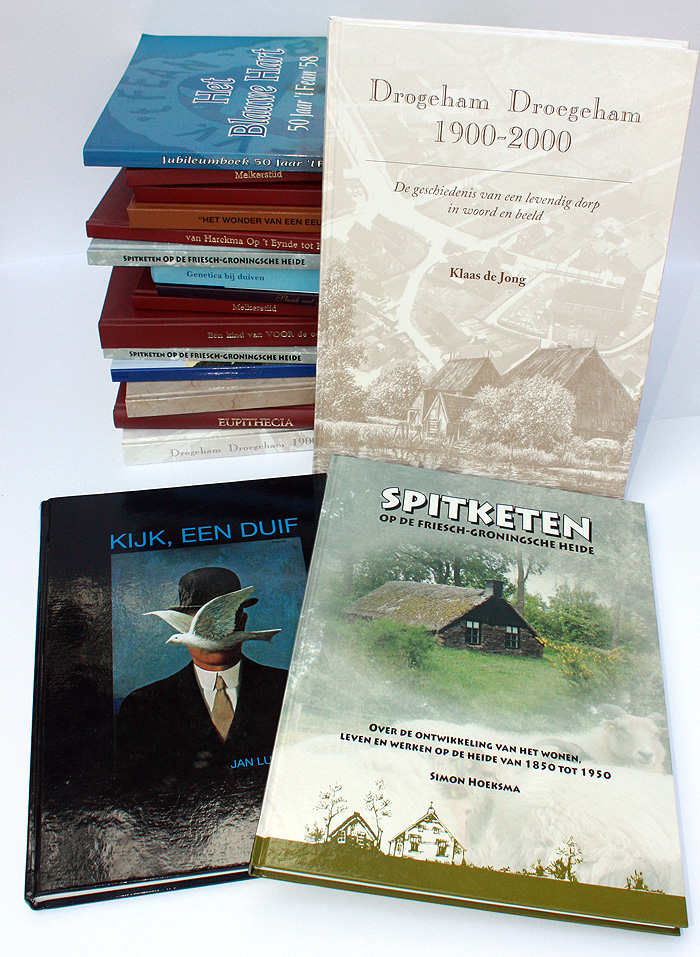 Het
Blauwe Hart
50 Jaar 't Fean '58
Jubileumboek 50 Jaar 't F
Melkerstiid
"HET WONDER VAN EEN EEU
van Harckma Op 't Eynde tot
SPITKETEN OP DE FRIESCH-GRONINGSCHE HEIDE
Genetica bij duiven
Melkerstiid
Een kind van VOOR de
SPITKETEN OP DE FRIESCH-GRONINGSCHE HEIDE
EUPITHECIA
Drogeham Droegeham 190
Drogeham Droegeham
1900-2000
De geschiedenis van een levendig dorp
in woord en beeld
Klaas de Jong
KIJK, EEN DUIF
JAN LU
SPITKETEN
OP DE FRIESCH-GRONINGSCHE HEIDE
OVER DE ONTWIKKELING VAN HET WONEN,
LEVEN EN WERKEN OP DE HEIDE VAN 1850 TOT 1950
SIMON HOEKSMA